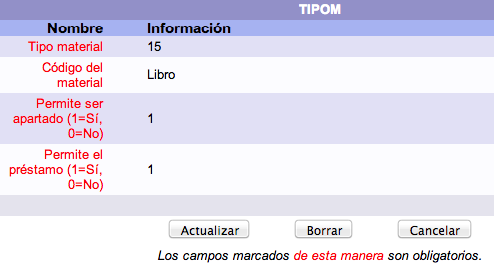 TIPOM
Nombre Información
Tipo material 15
Código del
material
Libro
Permite ser
apartado (1=Sí,
0=No)
1
Permite el
préstamo (1=Sí,
0=No)
1
Actualizar Borrar Cancelar
Los campos marcados de esta manera son obligatorios.